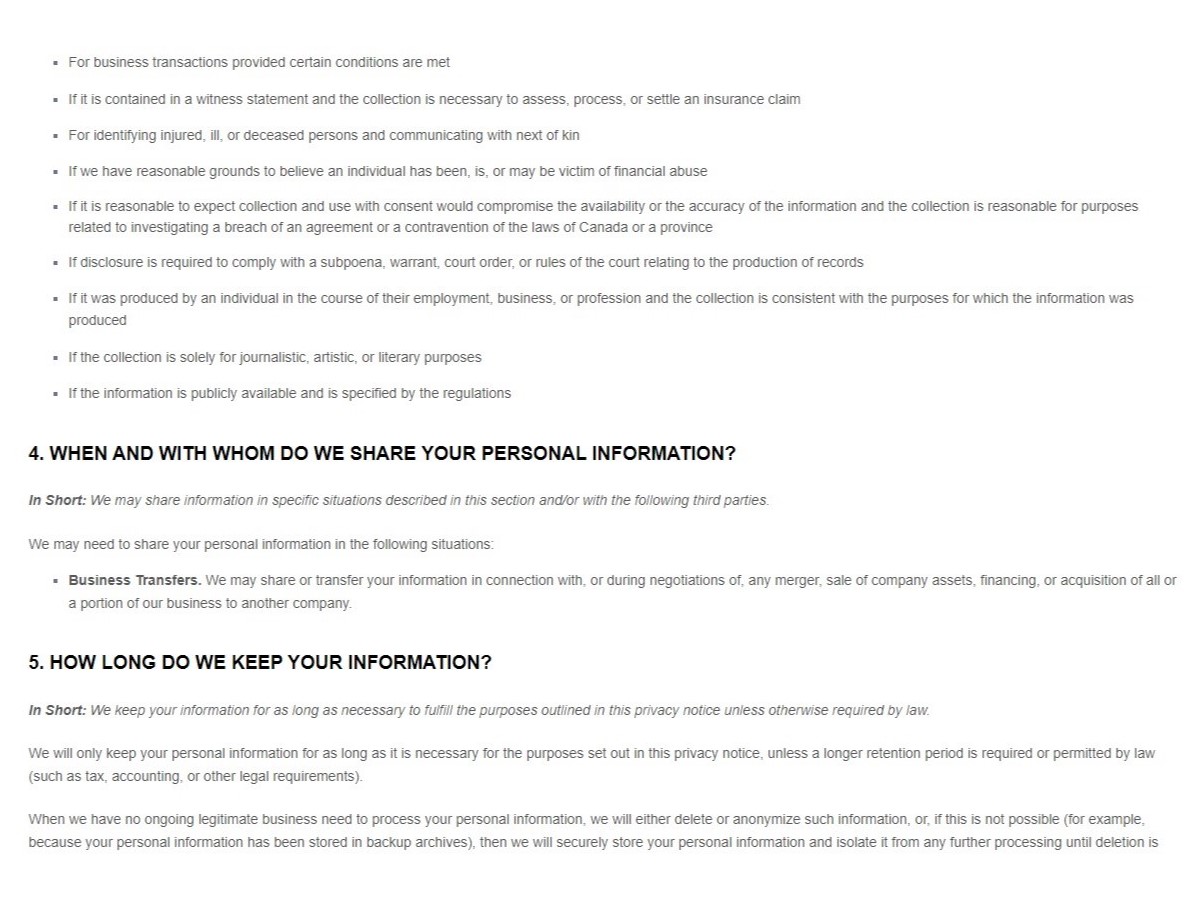 ▪ For business transactions provided certain conditions are met
▪ If it is contained in a witness statement and the collection is necessary to assess, process, or settle an insurance claim
▪ For identifying injured, ill, or deceased persons and communicating with next of kin
▪ If we have reasonable grounds to believe an individual has been, is, or may be victim of financial abuse
▪ If it is reasonable to expect collection and use with consent would compromise the availability or the accuracy of the information and the collection is reasonable for purposes
related to investigating a breach of an agreement or a contravention of the laws of Canada or a province
▪ If disclosure is required to comply with a subpoena, warrant, court order, or rules of the court relating to the production of records
▪ If it was produced by an individual in the course of their employment, business, or profession and the collection is consistent with the purposes for which the information was
produced
▪ If the collection is solely for journalistic, artistic, or literary purposes
▪ If the information is publicly available and is specified by the regulations
4. WHEN AND WITH WHOM DO WE SHARE YOUR PERSONAL INFORMATION?
In Short: We may share information in specific situations described in this section and/or with the following third parties.
We may need to share your personal information in the following situations:
▪ Business Transfers. We may share or transfer your information in connection with, or during negotiations of, any merger, sale of company assets, financing, or acquisition of all or
a portion of our business to another company.
5. HOW LONG DO WE KEEP YOUR INFORMATION?
In Short: We keep your information for as long as necessary to fulfill the purposes outlined in this privacy notice unless otherwise required by law.
We will only keep your personal information for as long as it is necessary for the purposes set out in this privacy notice, unless a longer retention period is required or permitted by law
(such as tax, accounting, or other legal requirements).
When we have no ongoing legitimate business need to process your personal information, we will either delete or anonymize such information, or, if this is not possible (for example,
because your personal information has been stored in backup archives), then we will securely store your personal information and isolate it from any further processing until deletion is